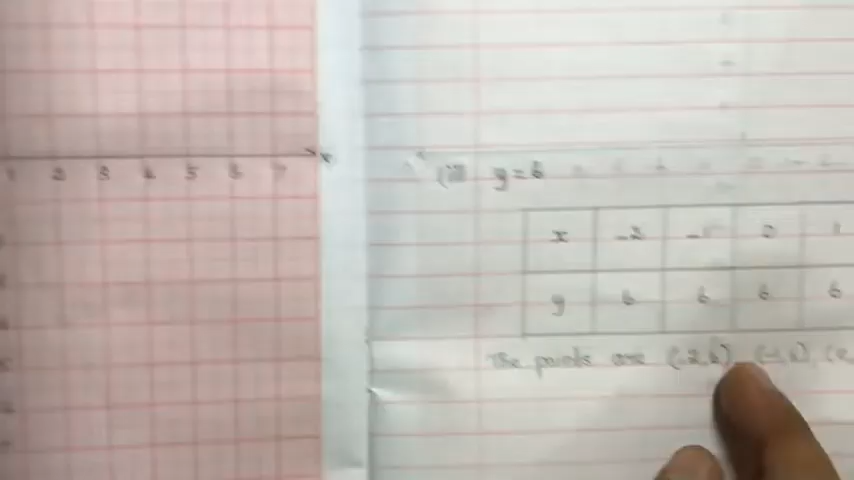 1 2 3 4 5 6 7 x
y = 6
x -2 -1 0 1
y 6 6 6 6
The points are (-2,6) (-1,6), (0,